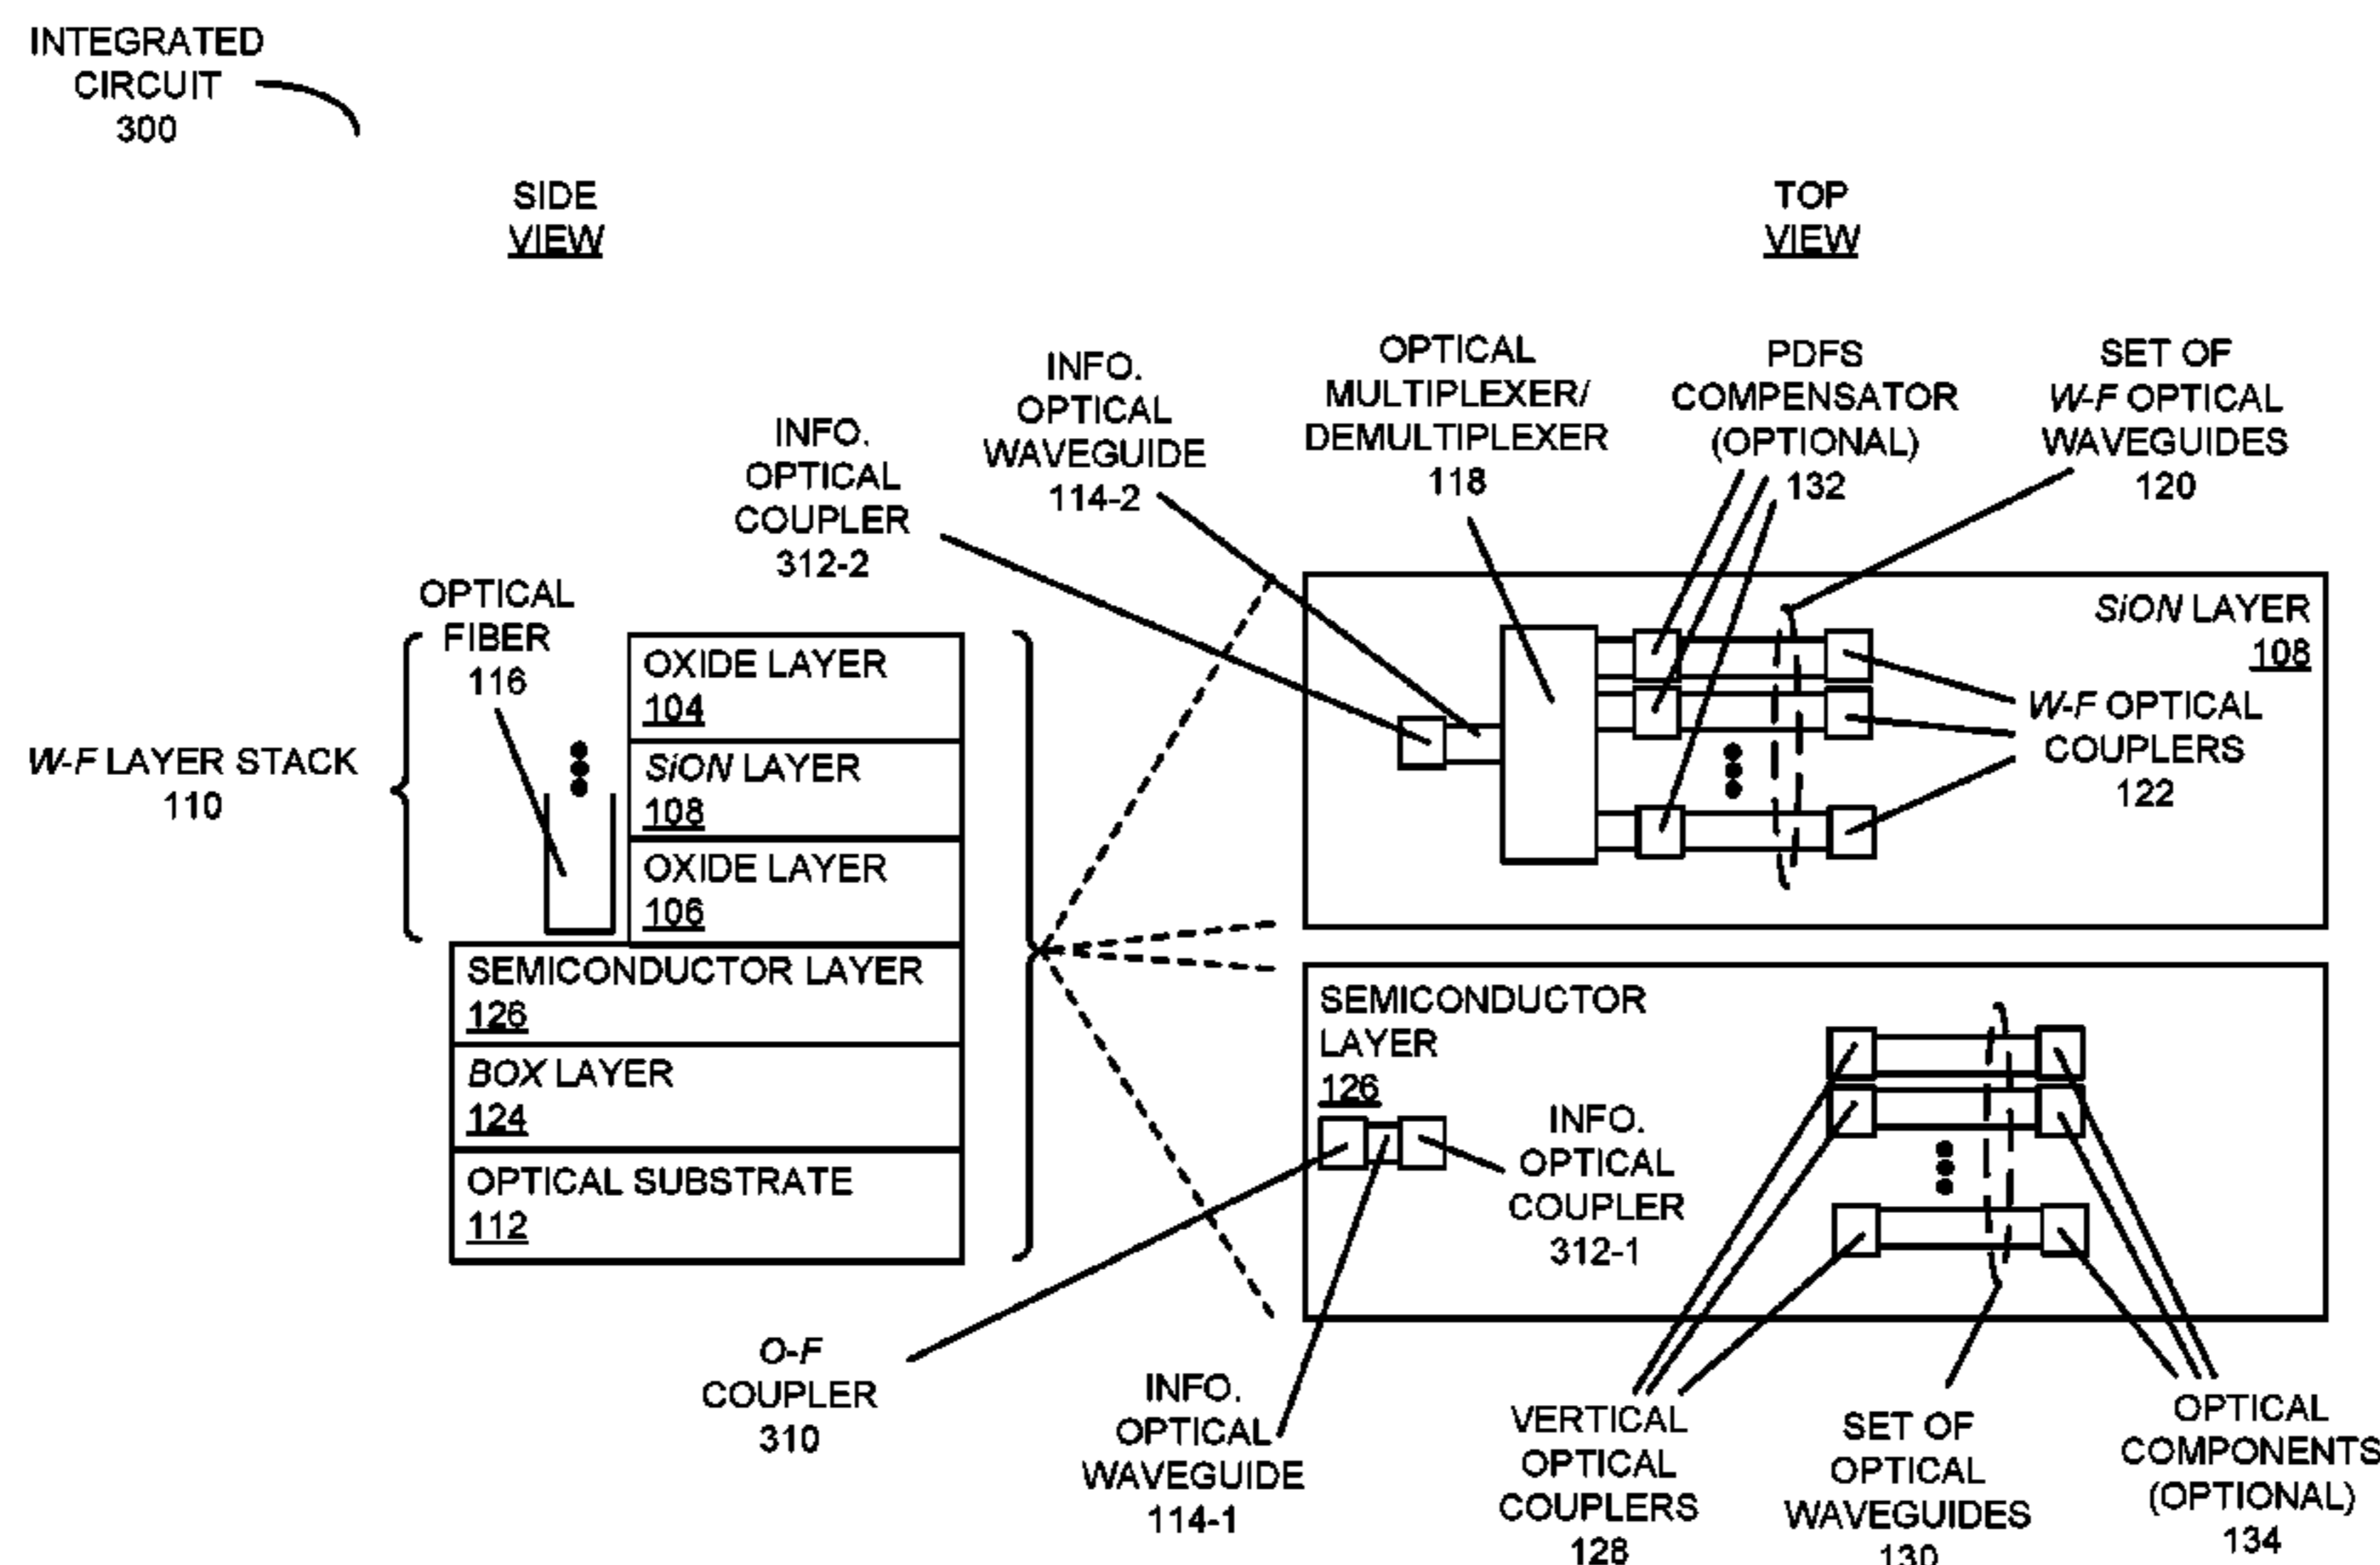 INTEGRATED
CIRCUIT
300
SIDE
VIEW
TOP
VIEW
INFO.
OPTICAL
COUPLER
312-2
INFO.
OPTICAL
WAVEGUIDE
114-2
OPTICAL
MULTIPLEXER/
DEMULTIPLEXER
118
PDFS
COMPENSATOR
(OPTIONAL)
132
SET OF
W-F OPTICAL
WAVEGUIDES
120
OPTICAL
FIBER
116
W-F LAYER STACK
110
OXIDE LAYER
104
SiON LAYER
108
OXIDE LAYER
106
SEMICONDUCTOR LAYER
126
BOX LAYER
124
OPTICAL SUBSTRATE
112
SiON LAYER
108
W-F OPTICAL
COUPLERS
122
SEMICONDUCTOR
LAYER
126
INFO.
OPTICAL
COUPLER
312-1
O-F
COUPLER
310
INFO.
OPTICAL
WAVEGUIDE
114-1
VERTICAL
OPTICAL
COUPLERS
128
SET OF
OPTICAL
WAVEGUIDES
130
OPTICAL
COMPONENTS
(OPTIONAL)
134